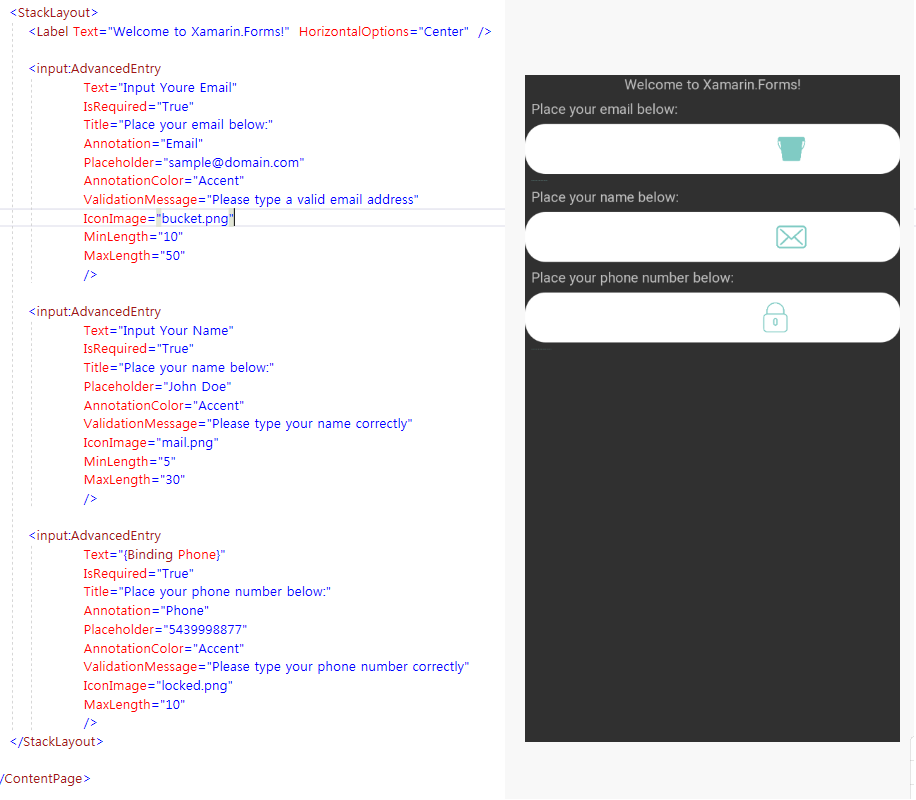 <StackLayout>
<Label Text="Welcome to Xamarin.Forms!" HorizontalOptions="Center" />
<input:AdvancedEntry
Text="Input Youre Email"
IsRequired="True"
Title="Place your email below:"
Annotation="Email"
Placeholder="sample@domain.com"
AnnotationColor="Accent"
ValidationMessage="Please type a valid email address"
IconImage="bucket.png"
MinLength="10"
MaxLength="50"
/>
<input:AdvancedEntry
Text="Input Your Name"
IsRequired="True"
Title="Place your name below:"
Placeholder="John Doe"
AnnotationColor="Accent"
ValidationMessage="Please type your name correctly"
IconImage="mail.png"
MinLength="5"
MaxLength="30"
/>
<input:AdvancedEntry
Text="{Binding Phone}"
IsRequired="True"
Title="Place your phone number below:"
Annotation="Phone"
Placeholder="5439998877"
AnnotationColor="Accent"
ValidationMessage="Please type your phone number correctly"
IconImage="locked.png"
MaxLength="10"
/>
</StackLayout>
/ContentPage>
Welcome to Xamarin.Forms!
Place your email below:
Place your name below:
Place your phone number below:
0